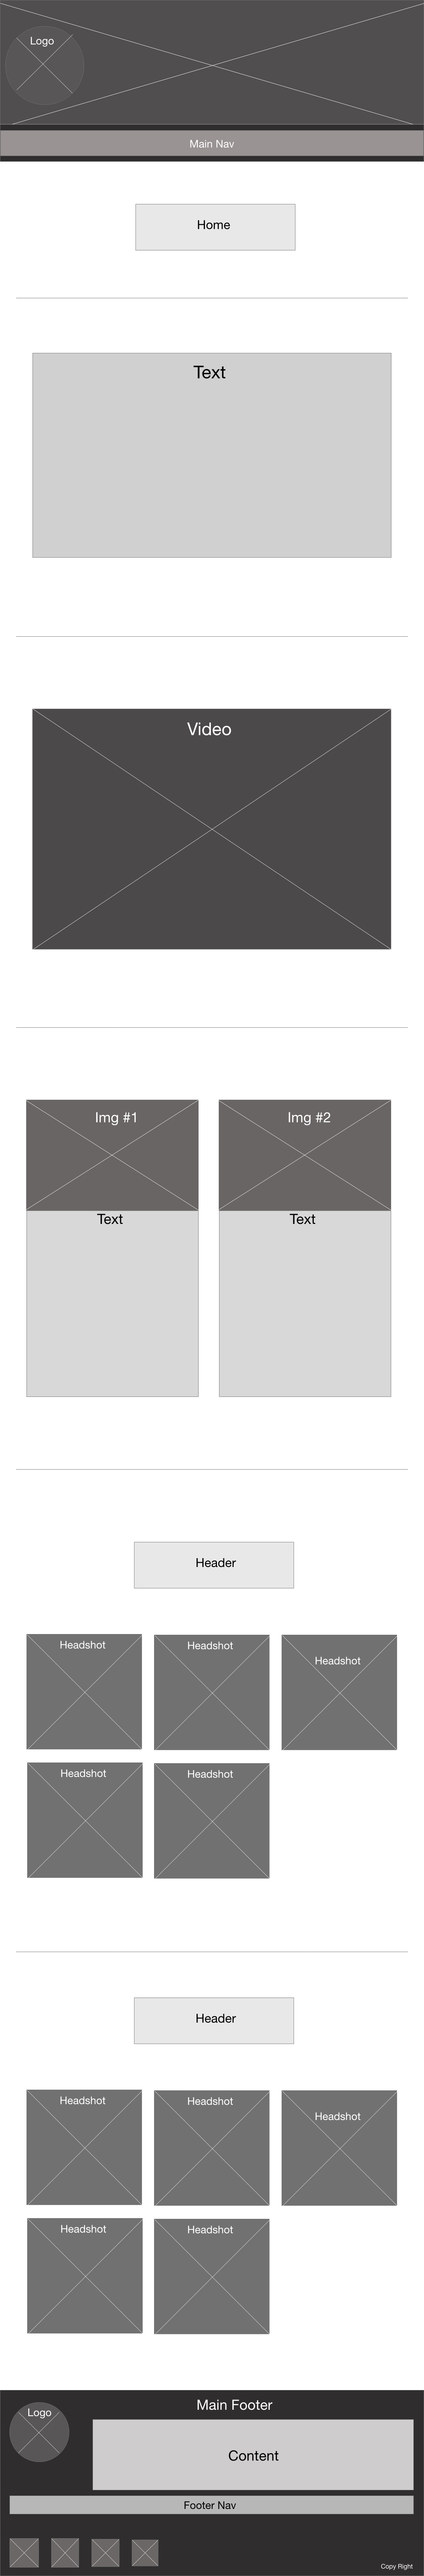 Logo
Main Nav
Home
Text
Video
Img #1 Img #2
Text Text
Header
Headshot Headshot Headshot
Headshot Headshot
Header
Headshot Headshot Headshot
Headshot Headshot
Main Footer
Logo
Content
Footer Nav
Copy Right